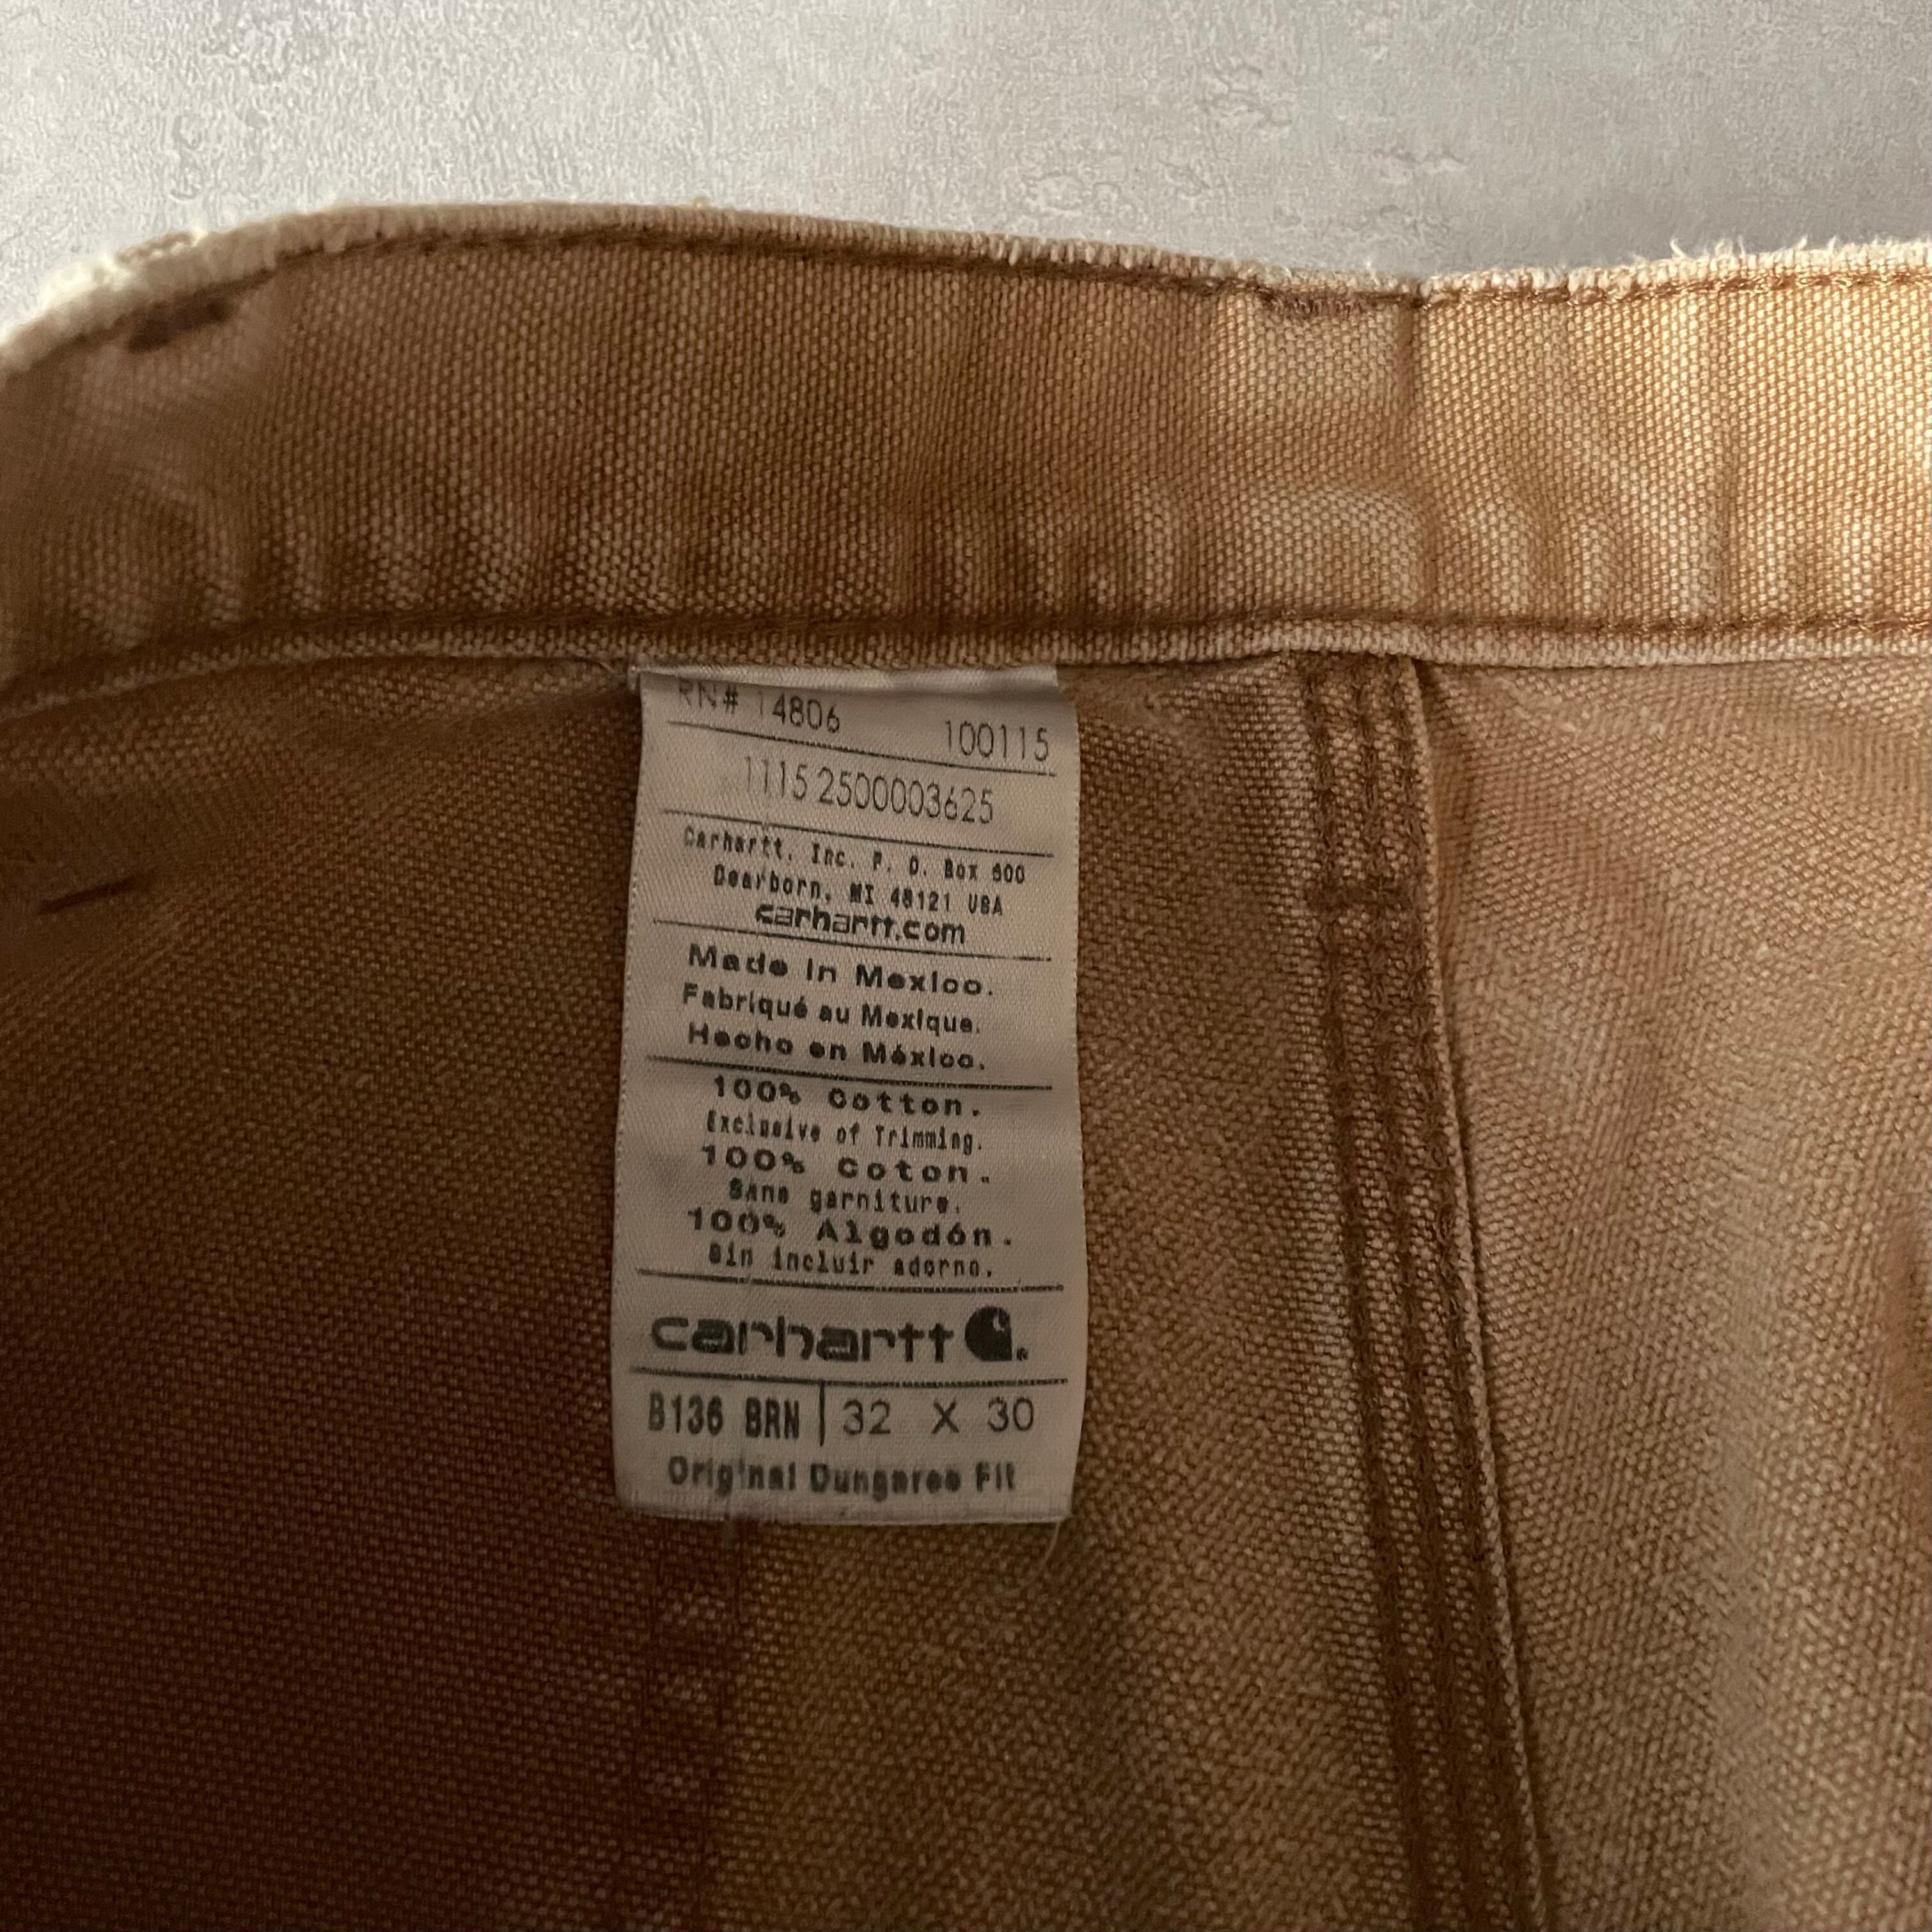 RN# 14806 100115
1115 2500003625
Carhartt, Inc. P. O. Box 600
Dearborn, MI 48121 USA
carhartt.com
Made in Mexico.
Fabriqué au Mexique.
Hecho en México.
100% Cotton.
Exclusive of Trimming.
100% Coton.
Sans garniture.
100% Algodón.
Sin incluir adorno.
carhartt
B136 BRN | 32 X 30
Original Dungaree Fit